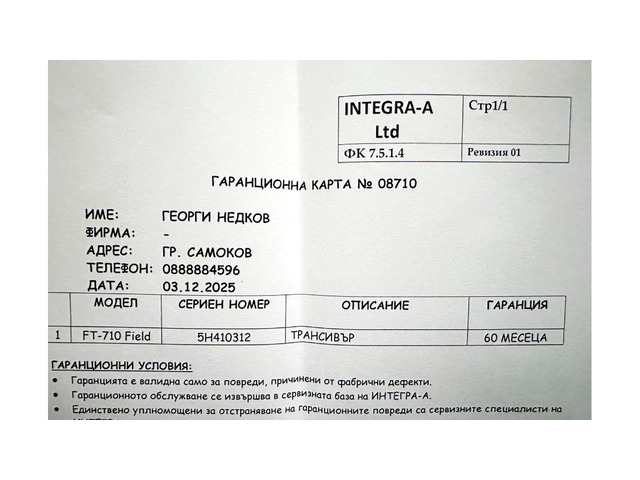 INTEGRA-A Ltd
Стр1/1
ФК 7.5.1.4
Ревизия 01
ГАРАНЦИОННА КАРТА № 08710
ИМЕ: ГЕОРГИ НЕДКОВ
ФИРМА: -
АДРЕС: ГР. САМОКОВ
ТЕЛЕФОН: 0888884596
ДАТА: 03.12.2025
МОДЕЛ СЕРИЕН НОМЕР ОПИСАНИЕ ГАРАНЦИЯ
1 FT-710 Field 5H410312 ТРАНСИВЪР 60 МЕСЕЦА
ГАРАНЦИОННИ УСЛОВИЯ:
• Гаранцията е валидна само за повреди, причинени от фабрични дефекти.
• Гаранционното обслужване се извършва в сервизната база на ИНТЕГРА-А.
• Единствено уплномощени за отстраняване на гаранционните повреди са сервизните специалисти на